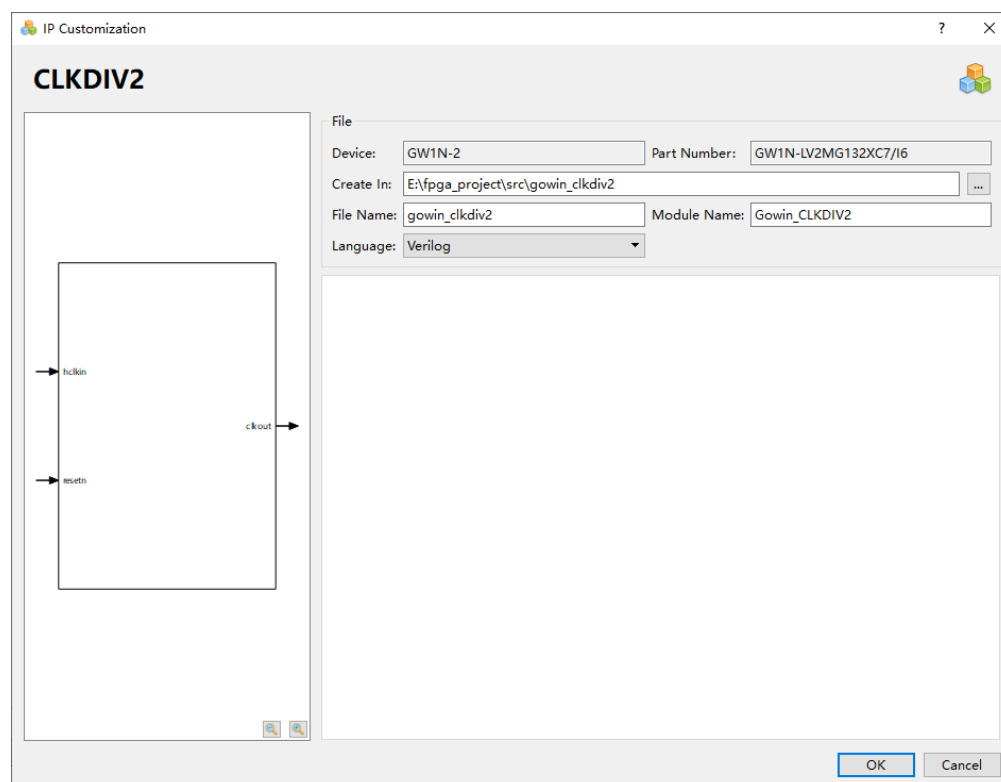 IP Customization
?
CLKDIV2
File
Device: GW1N-2 Part Number: GW1N-LV2MG132XC7/I6
Create In: E:\fpga_project\src\gowin_clkdiv2 ...
File Name: gowin_clkdiv2 Module Name: Gowin_CLKDIV2
Language: Verilog
hclkin
clkout
resetn
OK Cancel